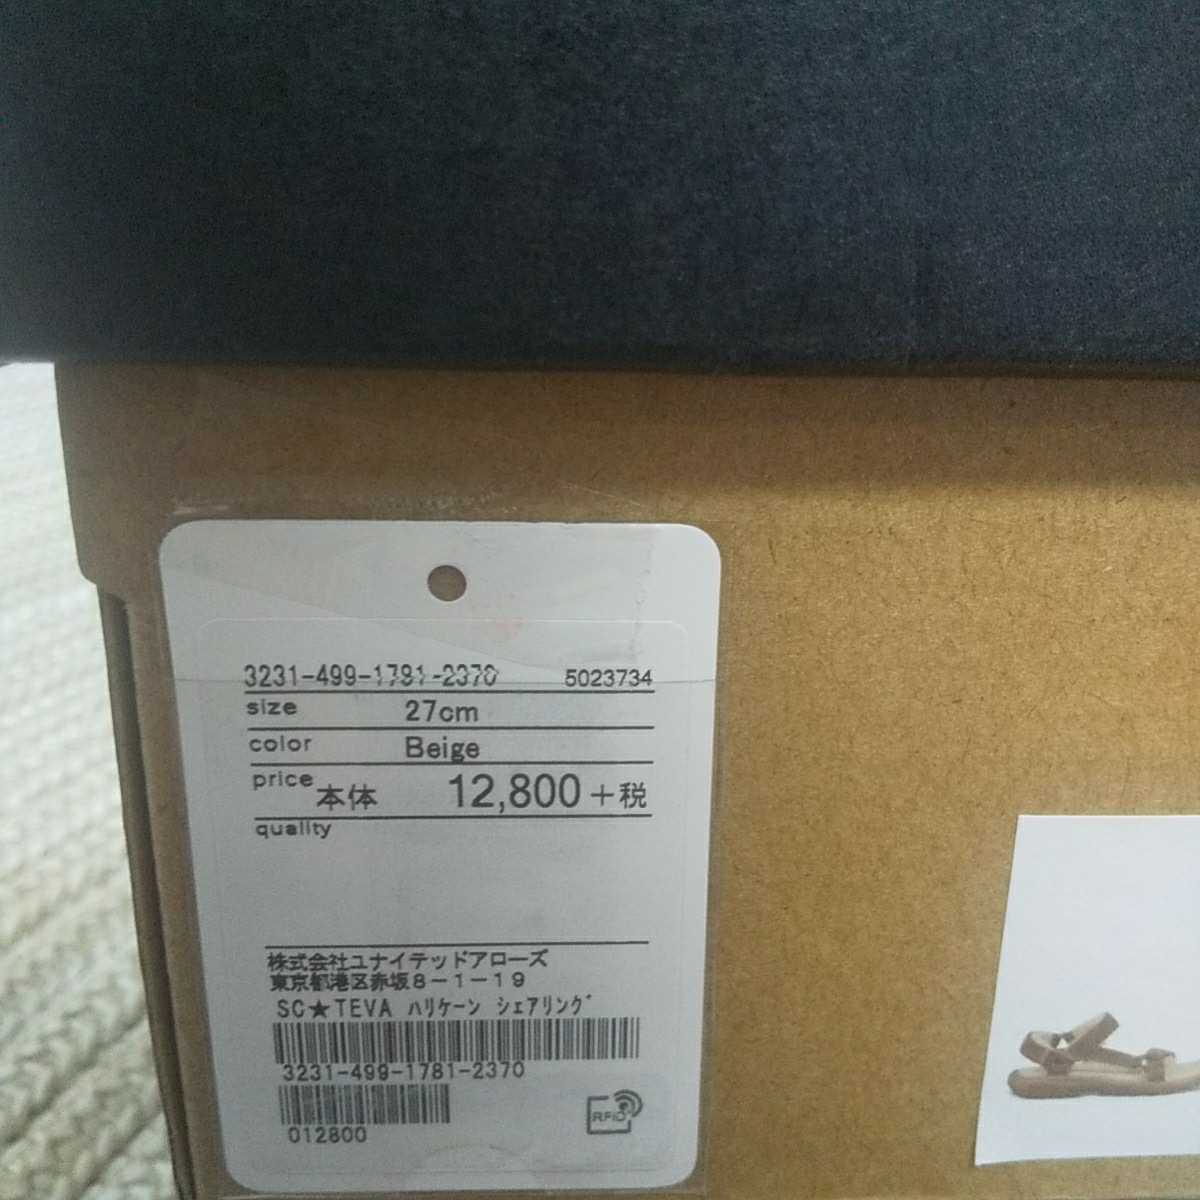 3231-499-1781-2370 5023734
size 27cm
color Beige
price 本体 12,800+税
quality
株式会社ユナイテッドアローズ
東京都港区赤坂8-1-19
SC★TEVA ハリケーン シェアリング
3231-499-1781-2370
012800
RFID